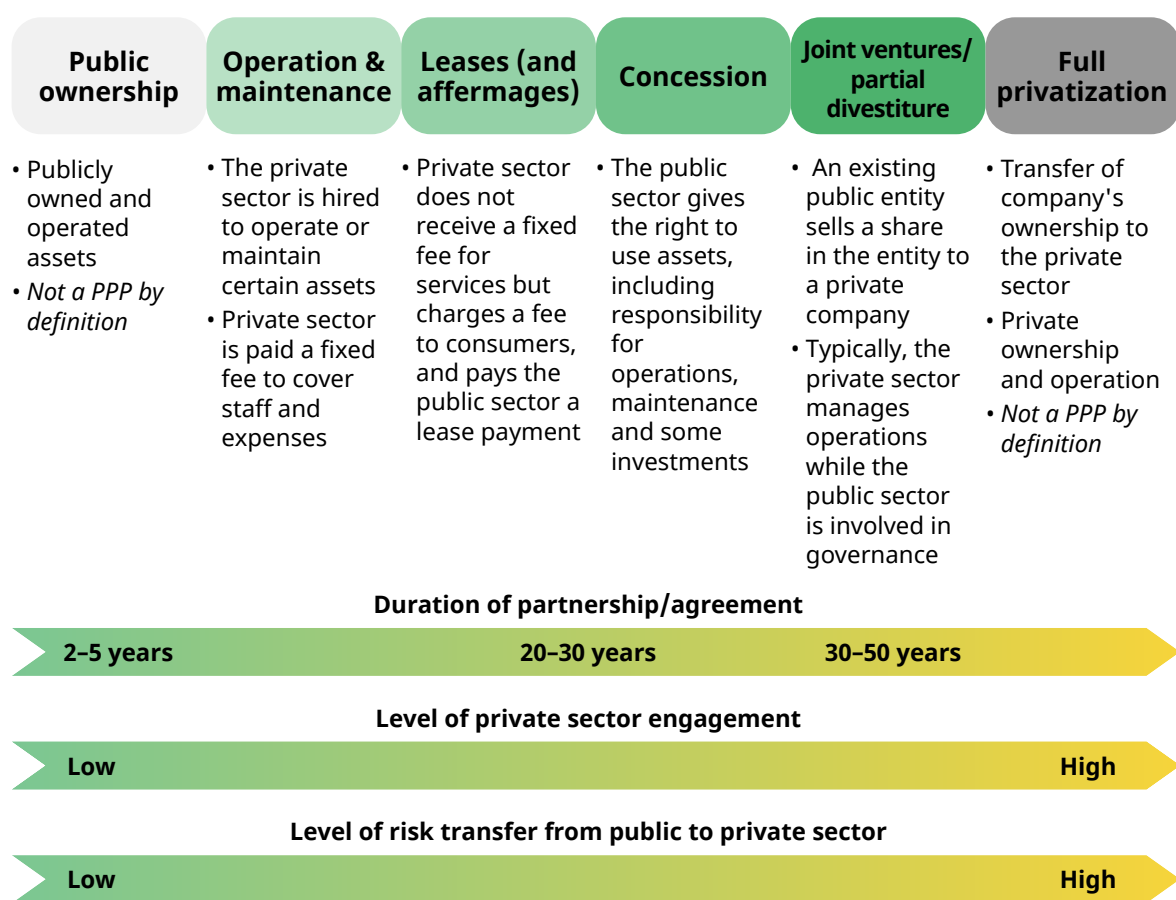 Public
ownership
Operation &
maintenance
Leases (and
affermages)
Concession
Joint ventures/
partial
divestiture
Full
privatization
• Publicly
owned and
operated
assets
• Not a PPP by
definition
• The private
sector is hired
to operate or
maintain
certain assets
• Private sector
is paid a fixed
fee to cover
staff and
expenses
• Private sector
does not
receive a fixed
fee for
services but
charges a fee
to consumers,
and pays the
public sector a
lease payment
• The public
sector gives
the right to
use assets,
including
responsibility
for
operations,
maintenance
and some
investments
• An existing
public entity
sells a share
in the entity to
a private
company
• Typically, the
private sector
manages
operations
while the
public sector
is involved in
governance
• Transfer of
company's
ownership to
the private
sector
• Private
ownership
and operation
• Not a PPP by
definition
Duration of partnership/agreement
2–5 years 20–30 years 30–50 years
Level of private sector engagement
Low High
Level of risk transfer from public to private sector
Low High